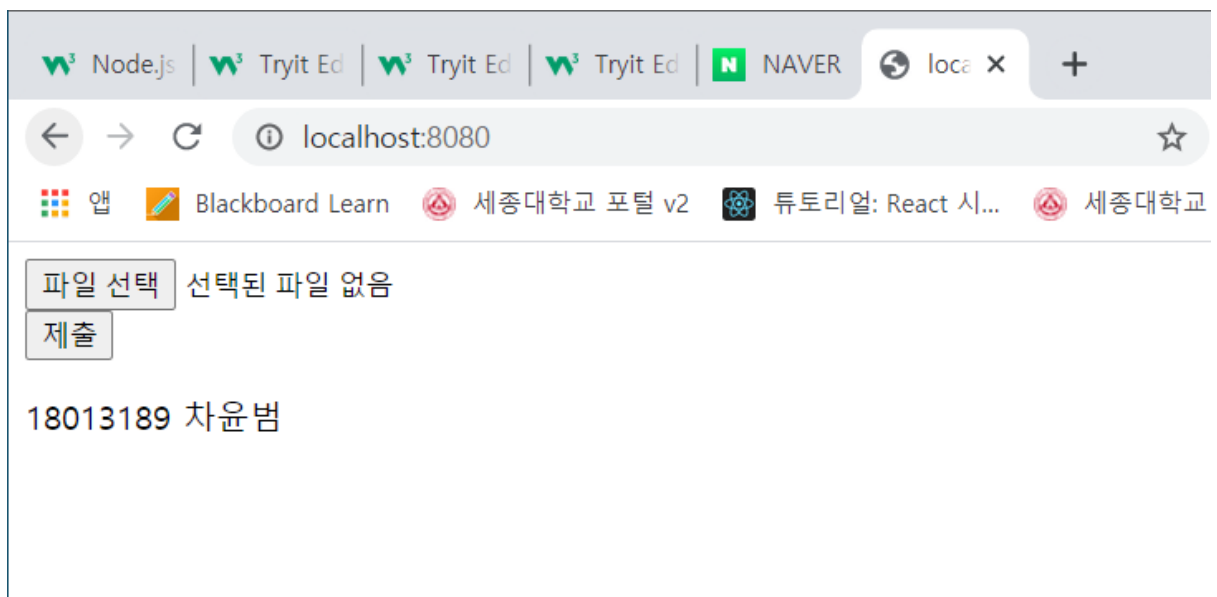 Node.js Tryit Ed Tryit Ed Tryit Ed N NAVER loca
localhost:8080
앱 Blackboard Learn 세종대학교 포털 v2 튜토리얼: React 시... 세종대학교
파일 선택 선택된 파일 없음
제출
18013189 차윤범